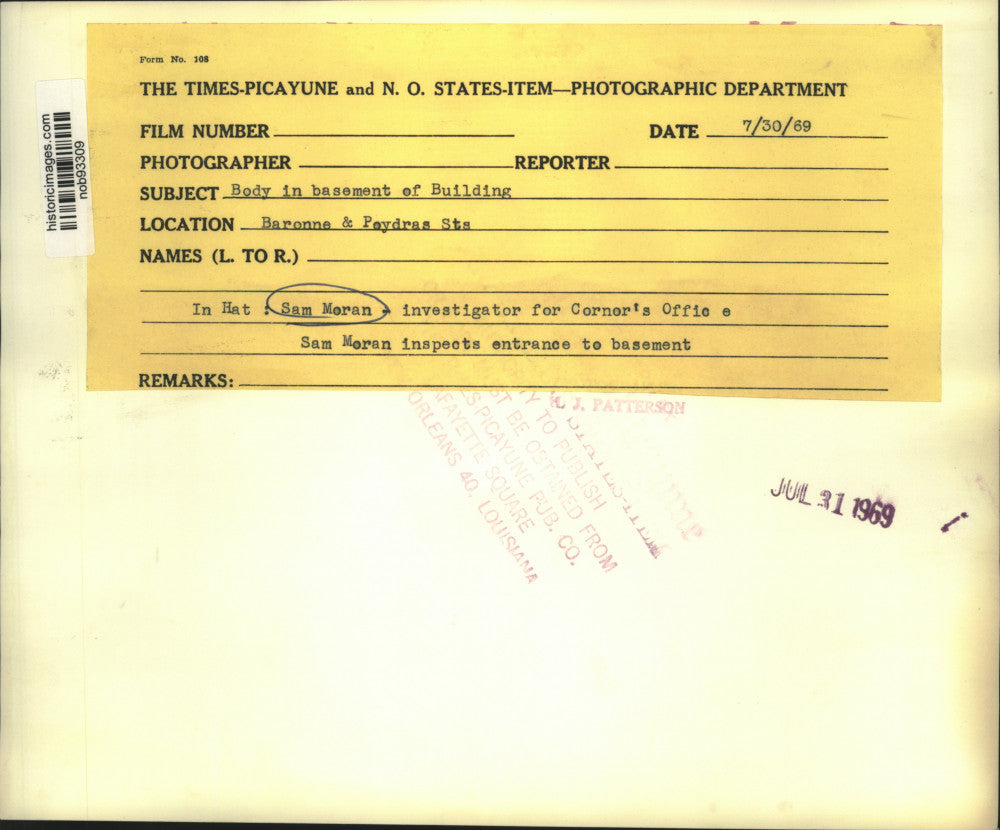 historicimages.com
nob93309
Form No. 108
THE TIMES-PICAYUNE and N. O. STATES-ITEM—PHOTOGRAPHIC DEPARTMENT
FILM NUMBER DATE 7/30/69
PHOTOGRAPHER REPORTER
SUBJECT Body in basement of Building
LOCATION Baronne & Poydras Sts
NAMES (L. TO R.)
In Hat : Sam Moran - investigator for Cornor's Offic e
Sam Moran inspects entrance to basement
REMARKS:
J. PATTERSON
TO PUBLISH
BE OBTAINED FROM
PICAYUNE PUB. CO.
SQUARE
ORLEANS 40, LOUISIANA
JUL 31 1969